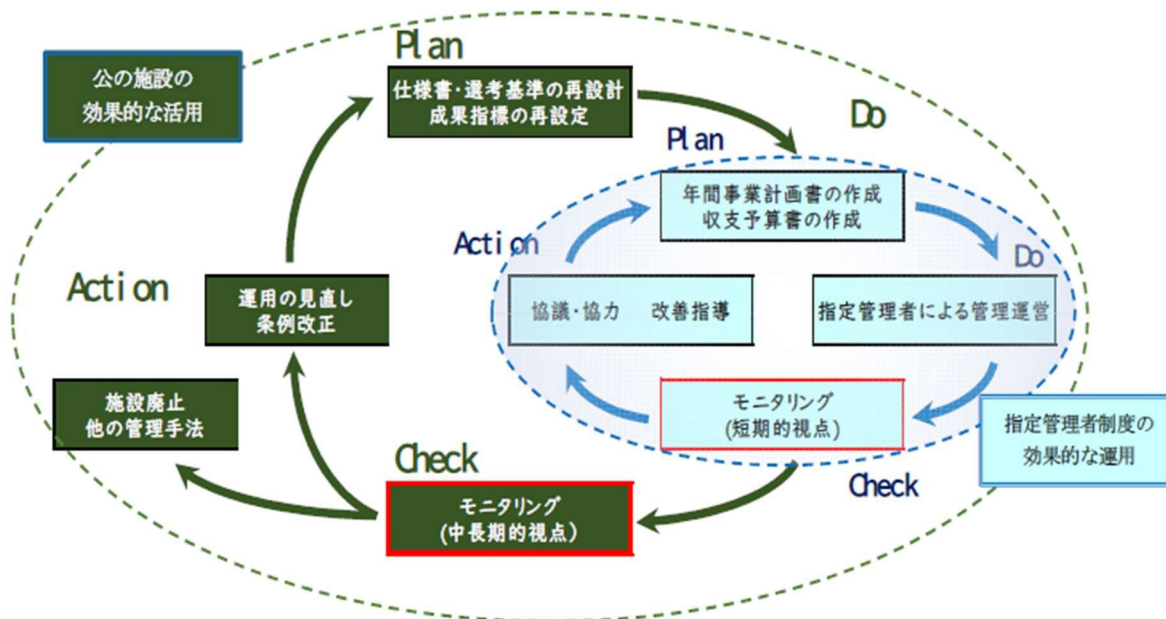 Plan
公の施設の
効果的な活用
仕様書・選考基準の再設計
成果指標の再設定
Do
Plan
年間事業計画書の作成
収支予算書の作成
Action
Do
Action
運用の見直し
条例改正
協議・協力　改善指導
指定管理者による管理運営
施設廃止
他の管理手法
モニタリング
(短期的視点)
指定管理者制度の
効果的な運用
Check
Check
モニタリング
(中長期的視点)